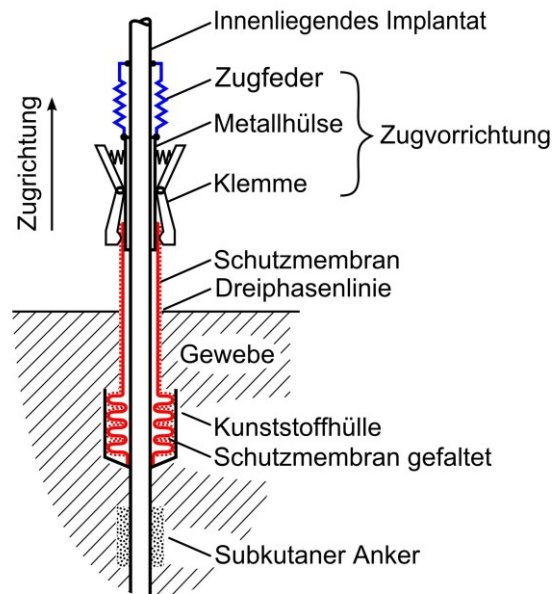 Innenliegendes Implantat
Zugfeder
Metallhülse
Zugvorrichtung
Klemme
Zugrichtung
Schutzmembran
Dreiphasenlinie
Gewebe
Kunststoffhülle
Schutzmembran gefaltet
Subkutaner Anker